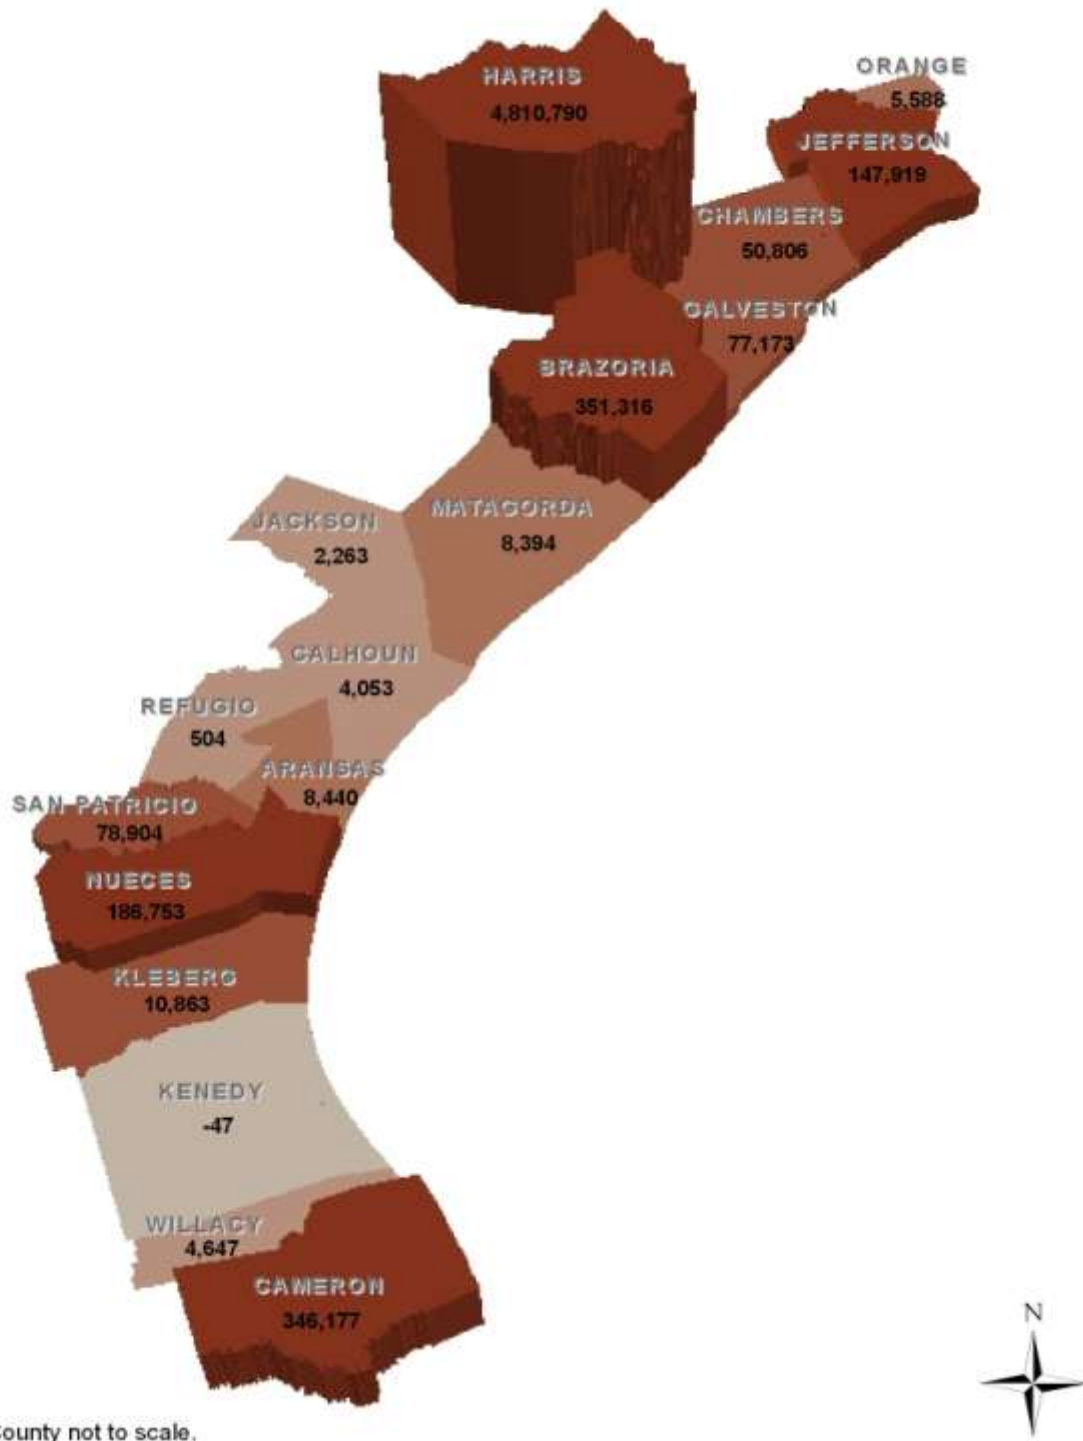 HARRIS
4,810,790
ORANGE
5,588
JEFFERSON
147,919
CHAMBERS
50,806
GALVESTON
77,173
BRAZORIA
351,316
MATAGORDA
8,394
JACKSON
2,263
CALHOUN
4,053
REFUGIO
504
ARANSAS
8,440
SAN PATRICIO
78,904
NUECES
186,753
KLEBERG
10,863
KENEDY
-47
WILLACY
4,647
CAMERON
346,177
N
County not to scale.